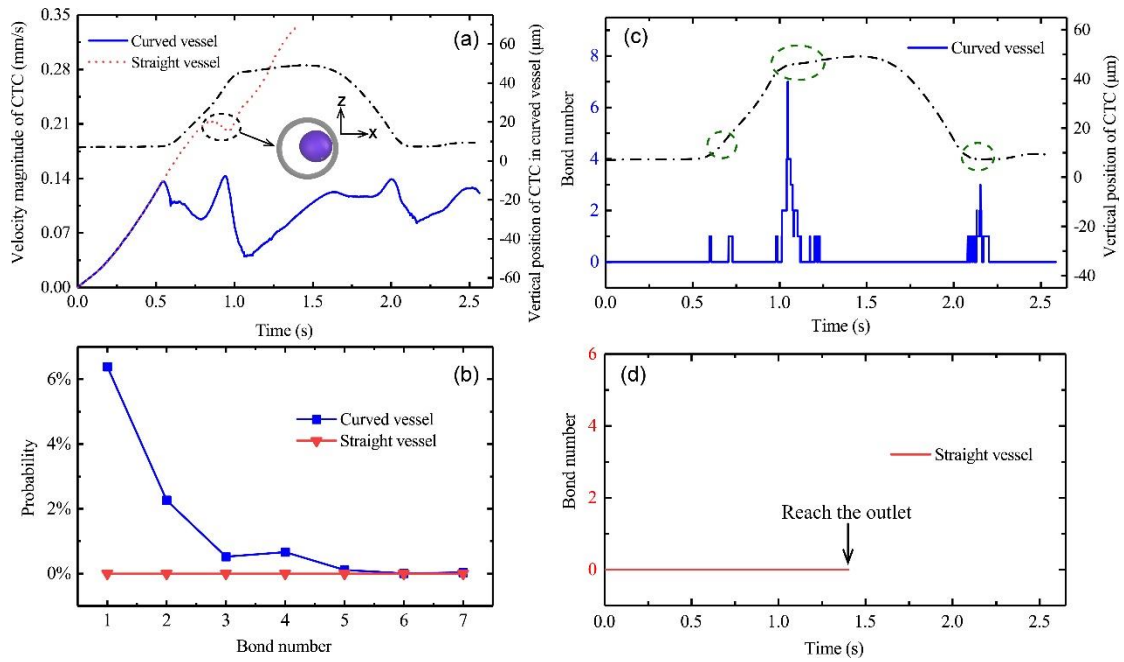 (a)
Curved vessel
Straight vessel
Velocity magnitude of CTC (mm/s)
0.35
0.28
0.21
0.14
0.07
0.00
Z
X
60
40
20
0
-20
-40
-60
Vertical position of CTC in curved vessel (μm)
0.0 0.5 1.0 1.5 2.0 2.5
Time (s)
(c)
Curved vessel
Bond number
8
6
4
2
0
60
50
40
30
20
10
0
-10
-20
-30
-40
Vertical position of CTC (μm)
0.0 0.5 1.0 1.5 2.0 2.5
Time (s)
(b)
Curved vessel
Straight vessel
Probability
6%
4%
2%
0%
1 2 3 4 5 6 7
Bond number
(d)
Straight vessel
Reach the outlet
Bond number
6
4
2
0
0.0 0.5 1.0 1.5 2.0 2.5
Time (s)